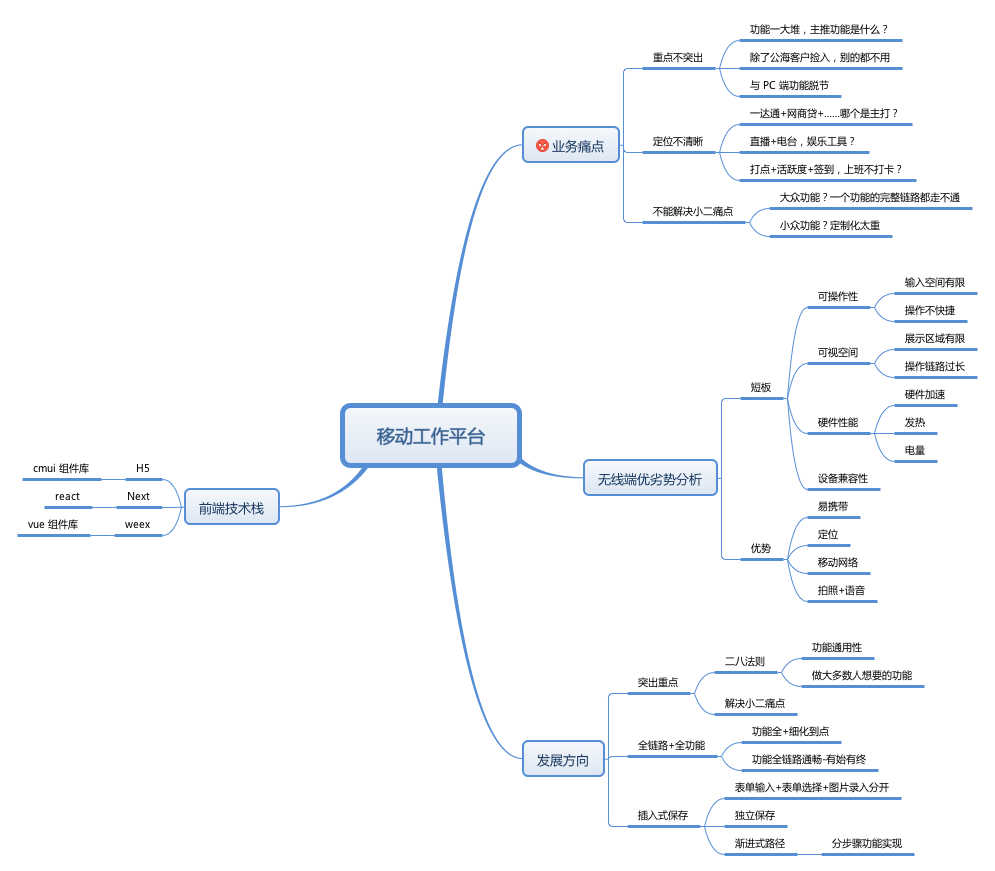 移动工作平台
业务痛点
重点不突出
功能一大堆，主推功能是什么？
除了公海客户捡入，别的都不用
与 PC 端功能脱节
定位不清晰
一达通+网商贷+......哪个是主打？
直播+电台，娱乐工具？
打点+活跃度+签到，上班不打卡？
不能解决小二痛点
大众功能？一个功能的完整链路都走不通
小众功能？定制化太重
无线端优劣势分析
短板
可操作性
输入空间有限
操作不快捷
可视空间
展示区域有限
操作链路过长
硬件性能
硬件加速
发热
电量
设备兼容性
优势
易携带
定位
移动网络
拍照+语音
发展方向
突出重点
二八法则
功能通用性
做大多数人想要的功能
解决小二痛点
全链路+全功能
功能全+细化到点
功能全链路通畅-有始有终
插入式保存
表单输入+表单选择+图片录入分开
独立保存
渐进式路径
分步骤功能实现
前端技术栈
H5
cmui 组件库
Next
react
weex
vue 组件库